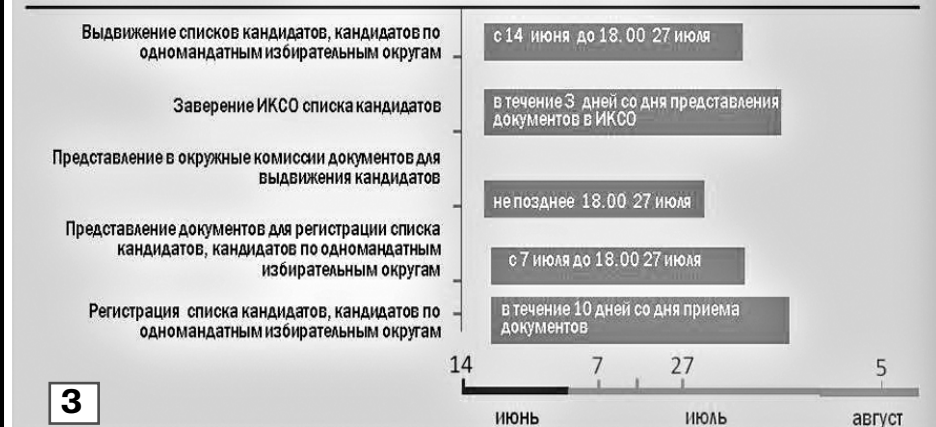 Выдвижение списков кандидатов, кандидатов по
одномандатным избирательным округам
с 14 июня до 18.00 27 июля
Заверение ИКСО списка кандидатов
в течение 3 дней со дня представления
документов в ИКСО
Представление в окружные комиссии документов для
выдвижения кандидатов
не позднее 18.00 27 июля
Представление документов для регистрации списка
кандидатов, кандидатов по одномандатным
избирательным округам
с 7 июля до 18.00 27 июля
Регистрация списка кандидатов, кандидатов по
одномандатным избирательным округам
в течение 10 дней со дня приема
документов
14 7 27 5
июнь июль август
3